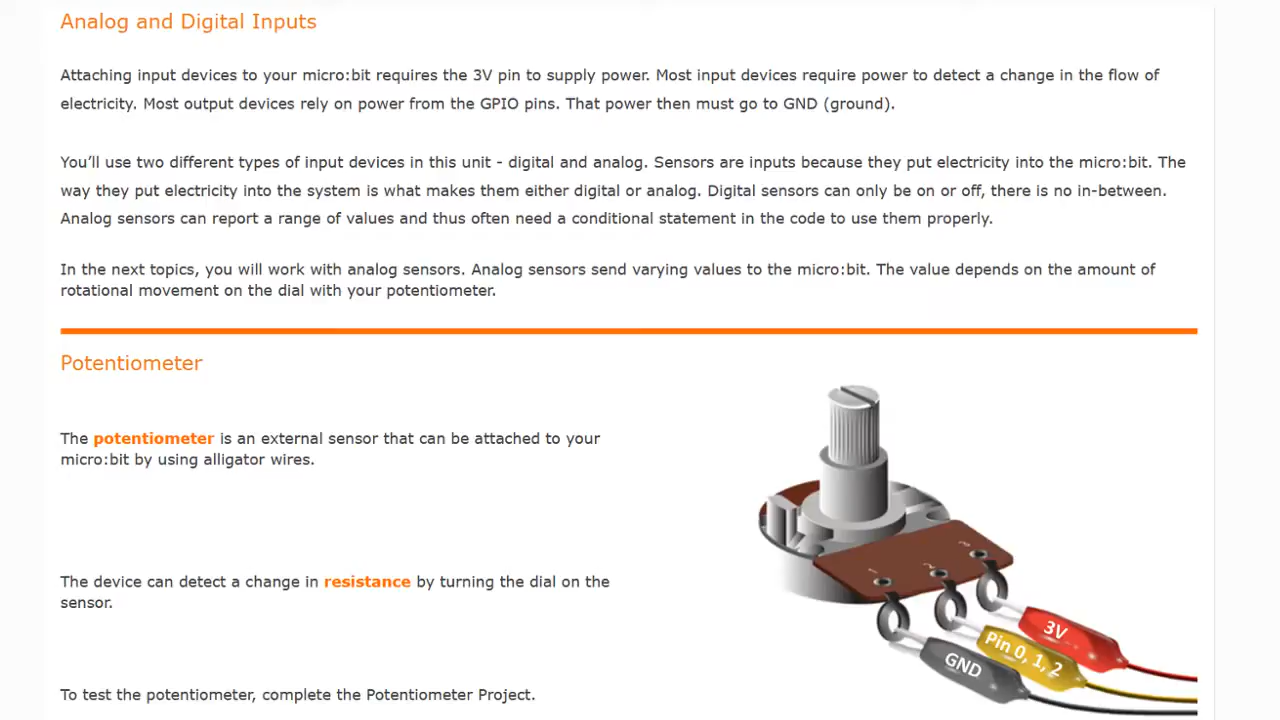 Analog and Digital Inputs
Attaching input devices to your micro:bit requires the 3V pin to supply power. Most input devices require power to detect a change in the flow of
electricity. Most output devices rely on power from the GPIO pins. That power then must go to GND (ground).
You’ll use two different types of input devices in this unit - digital and analog. Sensors are inputs because they put electricity into the micro:bit. The
way they put electricity into the system is what makes them either digital or analog. Digital sensors can only be on or off, there is no in-between.
Analog sensors can report a range of values and thus often need a conditional statement in the code to use them properly.
In the next topics, you will work with analog sensors. Analog sensors send varying values to the micro:bit. The value depends on the amount of
rotational movement on the dial with your potentiometer.
Potentiometer
The potentiometer is an external sensor that can be attached to your
micro:bit by using alligator wires.
The device can detect a change in resistance by turning the dial on the
sensor.
To test the potentiometer, complete the Potentiometer Project.
1
2
3
3V
Pin 0, 1, 2
GND